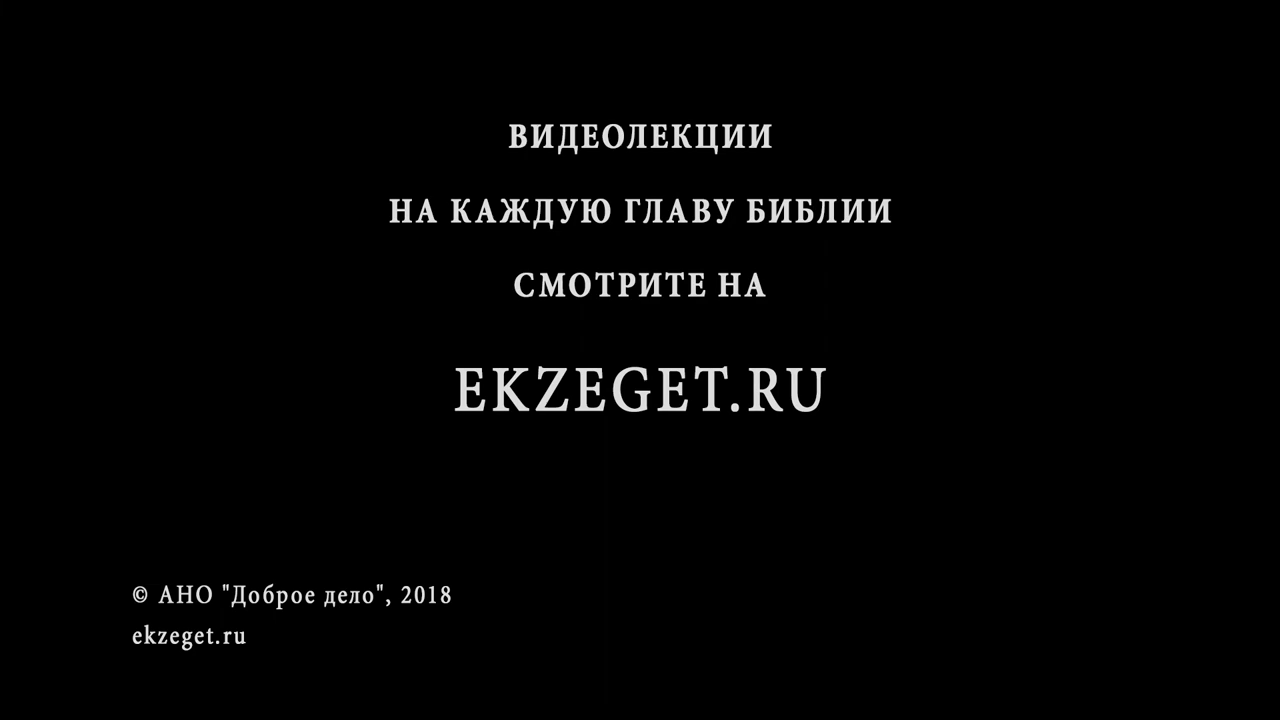 ВИДЕОЛЕКЦИИ
НА КАЖДУЮ ГЛАВУ БИБЛИИ
СМОТРИТЕ НА
EKZEGET.RU
© АНО "Доброе дело", 2018
ekzeget.ru